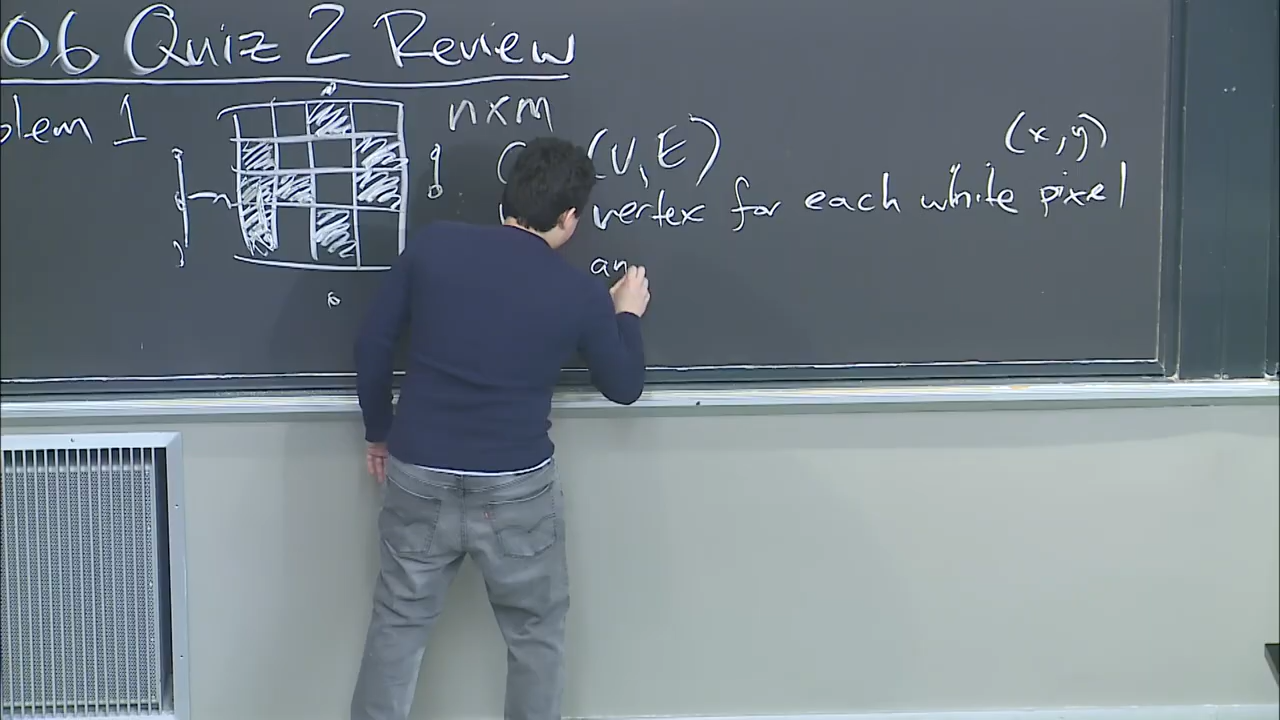 06 Quiz 2 Review
blem 1
n×m
(V, E)
(x, y)
vertex for each white pixel
an